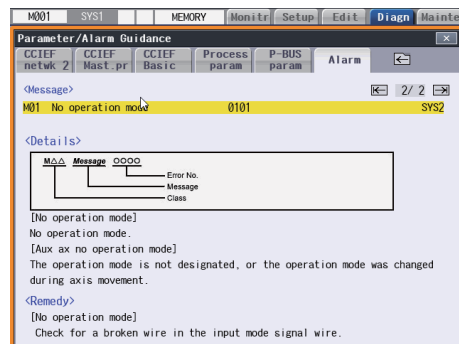 M001 SYS1 MEMORY Monitr Setup Edit Diagn Mainte
Parameter/Alarm Guidance
CCIEF netwk 2 CCIEF Mast.pr CCIEF Basic Process param P-BUS param Alarm
<Message> 2/ 2
M01 No operation mode 0101 SYS2
<Details>
M△△ Message ○○○○
Error No.
Message
Class
[No operation mode]
No operation mode.
[Aux ax no operation mode]
The operation mode is not designated, or the operation mode was changed
during axis movement.
<Remedy>
[No operation mode]
Check for a broken wire in the input mode signal wire.